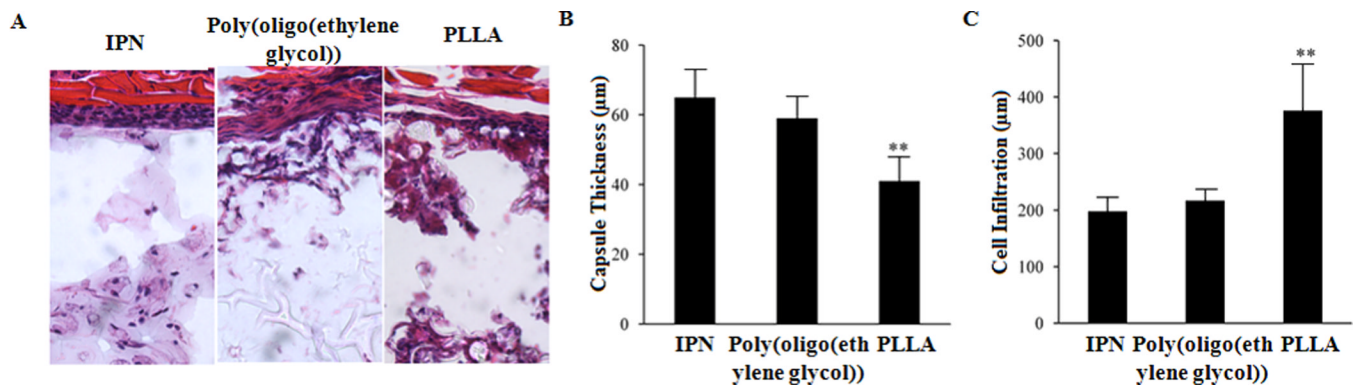 A
IPN
Poly(oligo(ethylene
glycol))
PLLA
B
Capsule Thickness (μm)
80
60
40
20
0
**
IPN
Poly(oligo(eth
ylene glycol))
PLLA
C
Cell Infiltration (μm)
500
400
300
200
100
0
**
IPN
Poly(oligo(eth
ylene glycol))
PLLA